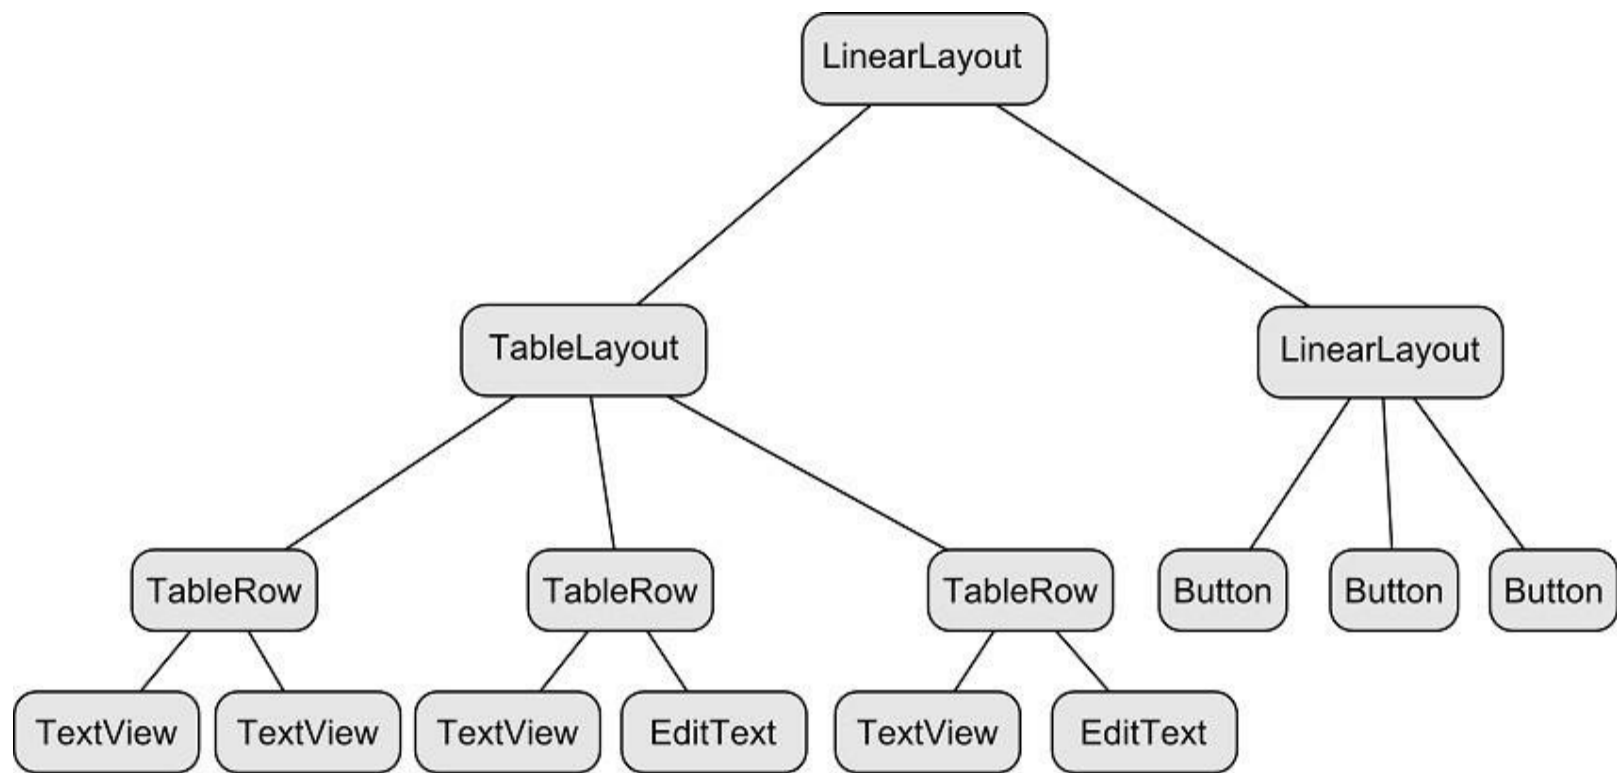 LinearLayout
TableLayout
LinearLayout
TableRow
TableRow
TableRow
Button
Button
Button
TextView
TextView
TextView
EditText
TextView
EditText